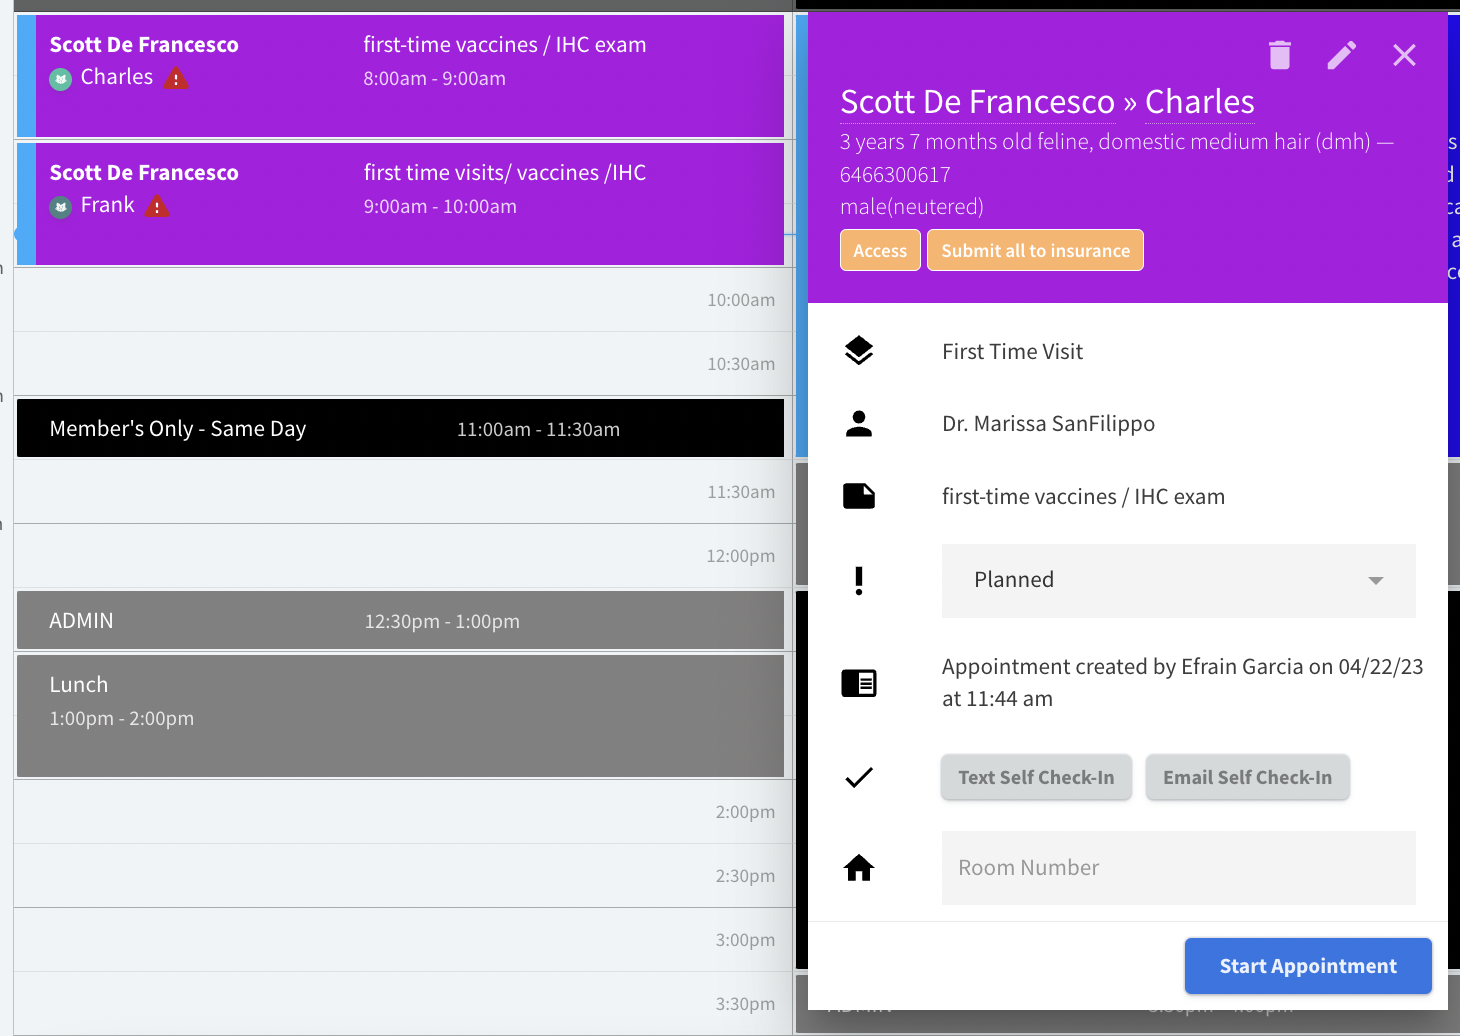 Scott De Francesco
first-time vaccines / IHC exam
Charles
8:00am - 9:00am
Scott De Francesco
first time visits/ vaccines /IHC
Frank
9:00am - 10:00am
10:00am
10:30am
Member's Only - Same Day
11:00am - 11:30am
11:30am
12:00pm
ADMIN
12:30pm - 1:00pm
Lunch
1:00pm - 2:00pm
2:00pm
2:30pm
3:00pm
3:30pm
Scott De Francesco » Charles
3 years 7 months old feline, domestic medium hair (dmh) —
6466300617
male(neutered)
Access
Submit all to insurance
First Time Visit
Dr. Marissa SanFilippo
first-time vaccines / IHC exam
Planned
Appointment created by Efrain Garcia on 04/22/23
at 11:44 am
Text Self Check-In
Email Self Check-In
Room Number
Start Appointment